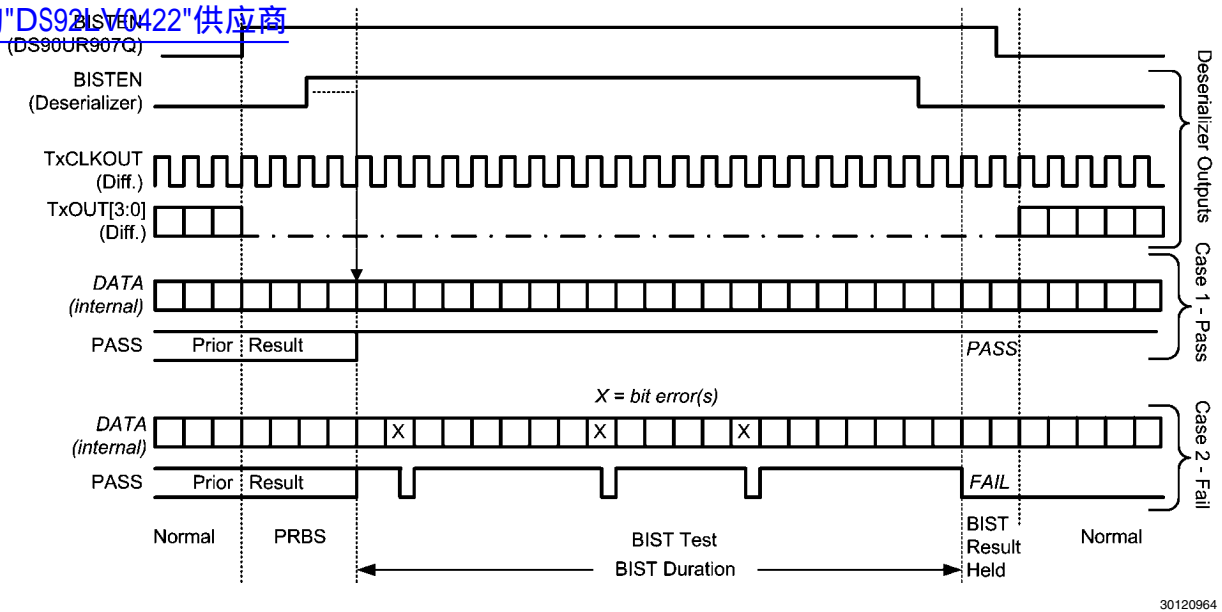 "DS92LV0422"供应商
BISTEN
(DS90UR907Q)
BISTEN
(Deserializer)
TxCLKOUT
(Diff.)
TxOUT[3:0]
(Diff.)
Deserializer Outputs
DATA
(internal)
PASS
Prior
Result
PASS
Case 1 - Pass
X = bit error(s)
DATA
(internal)
X
X
X
PASS
Prior
Result
FAIL
Case 2 - Fail
Normal
PRBS
BIST Test
BIST Duration
BIST
Result
Held
Normal
30120964